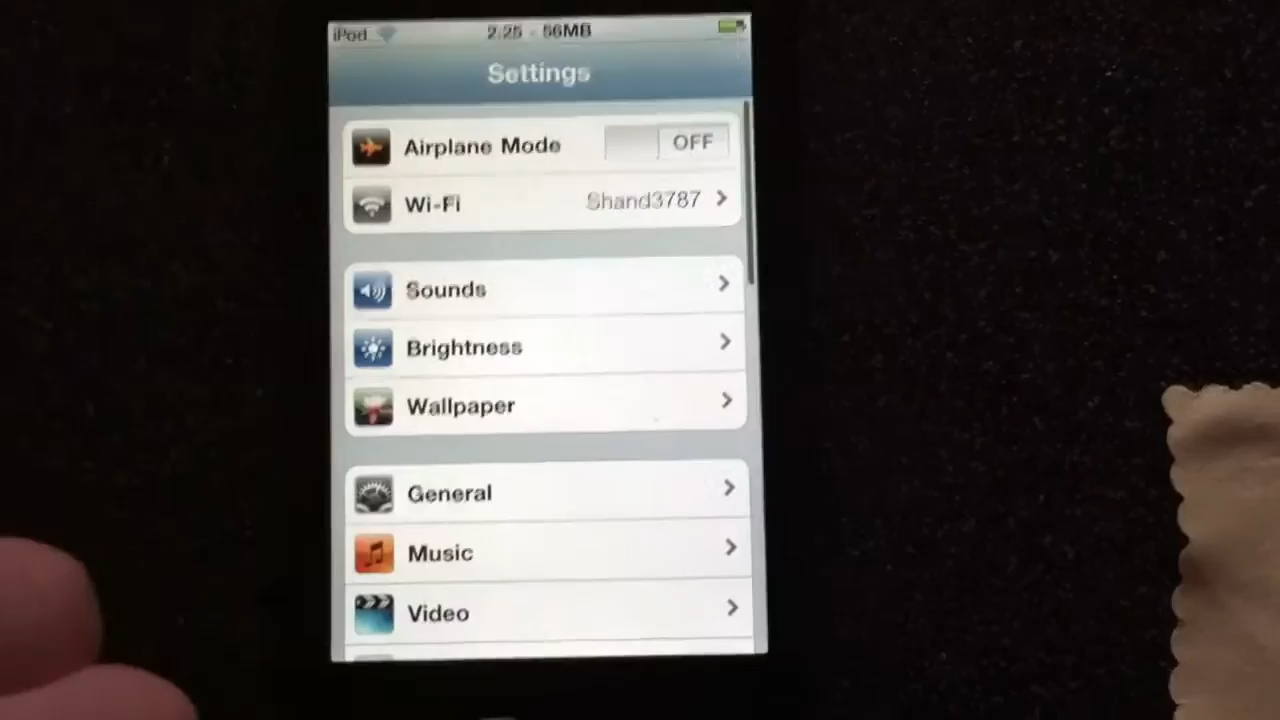 iPod 2:25 - 56MB
Settings
Airplane Mode OFF
Wi-Fi Shand3787
Sounds
Brightness
Wallpaper
General
Music
Video